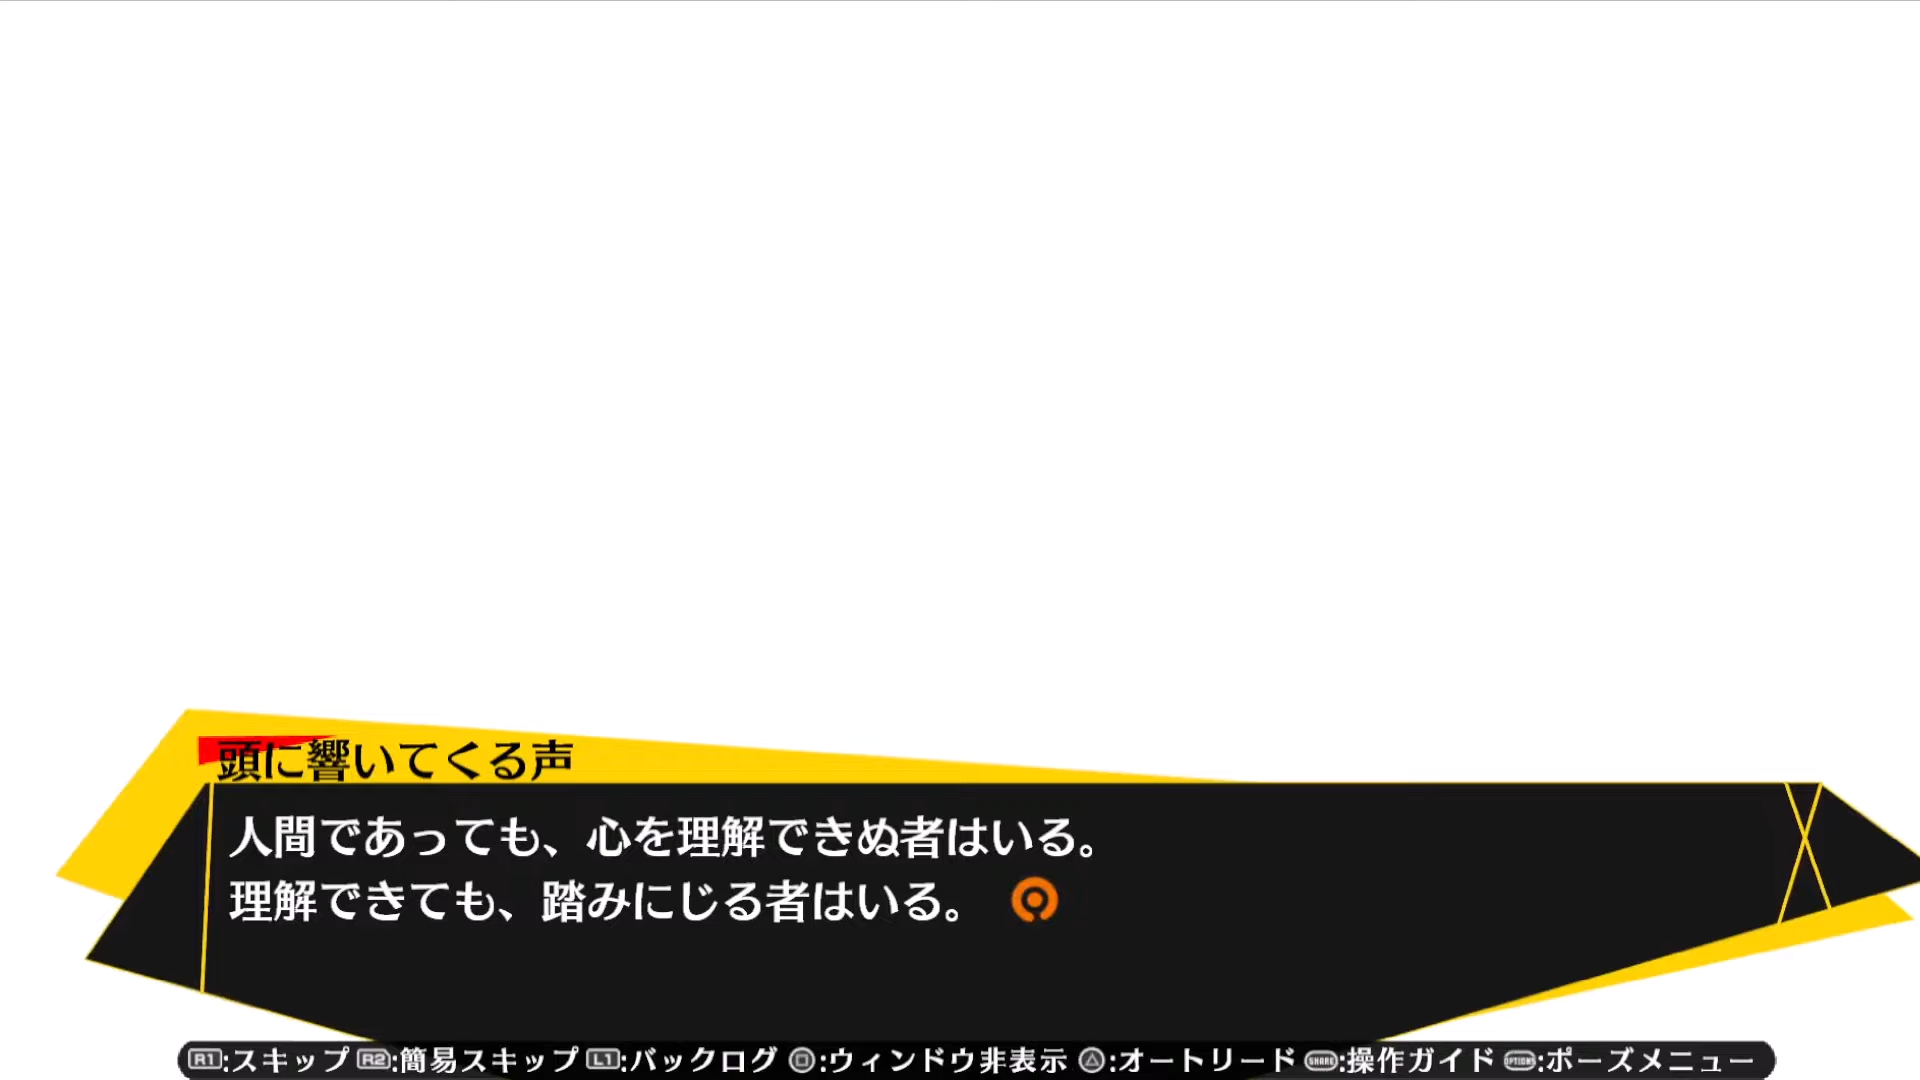 頭に響いてくる声
人間であっても、心を理解できぬ者はいる。
理解できても、踏みにじる者はいる。
R1:スキップ R2:簡易スキップ L1:バックログ :ウィンドウ非表示 :オートリード SHARE:操作ガイド OPTIONS:ポーズメニュー